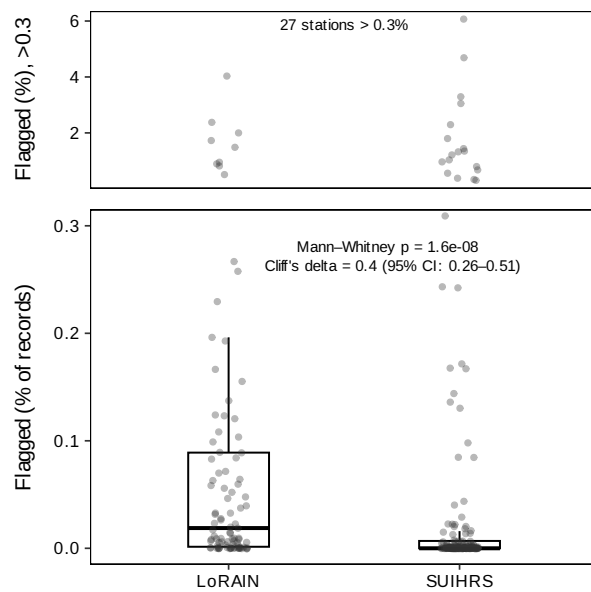 Flagged (%), >0.3
6
4
2
27 stations > 0.3%
Flagged (% of records)
0.3
0.2
0.1
0.0
Mann–Whitney p = 1.6e-08
Cliff's delta = 0.4 (95% CI: 0.26–0.51)
LoRAIN
SUIHRS